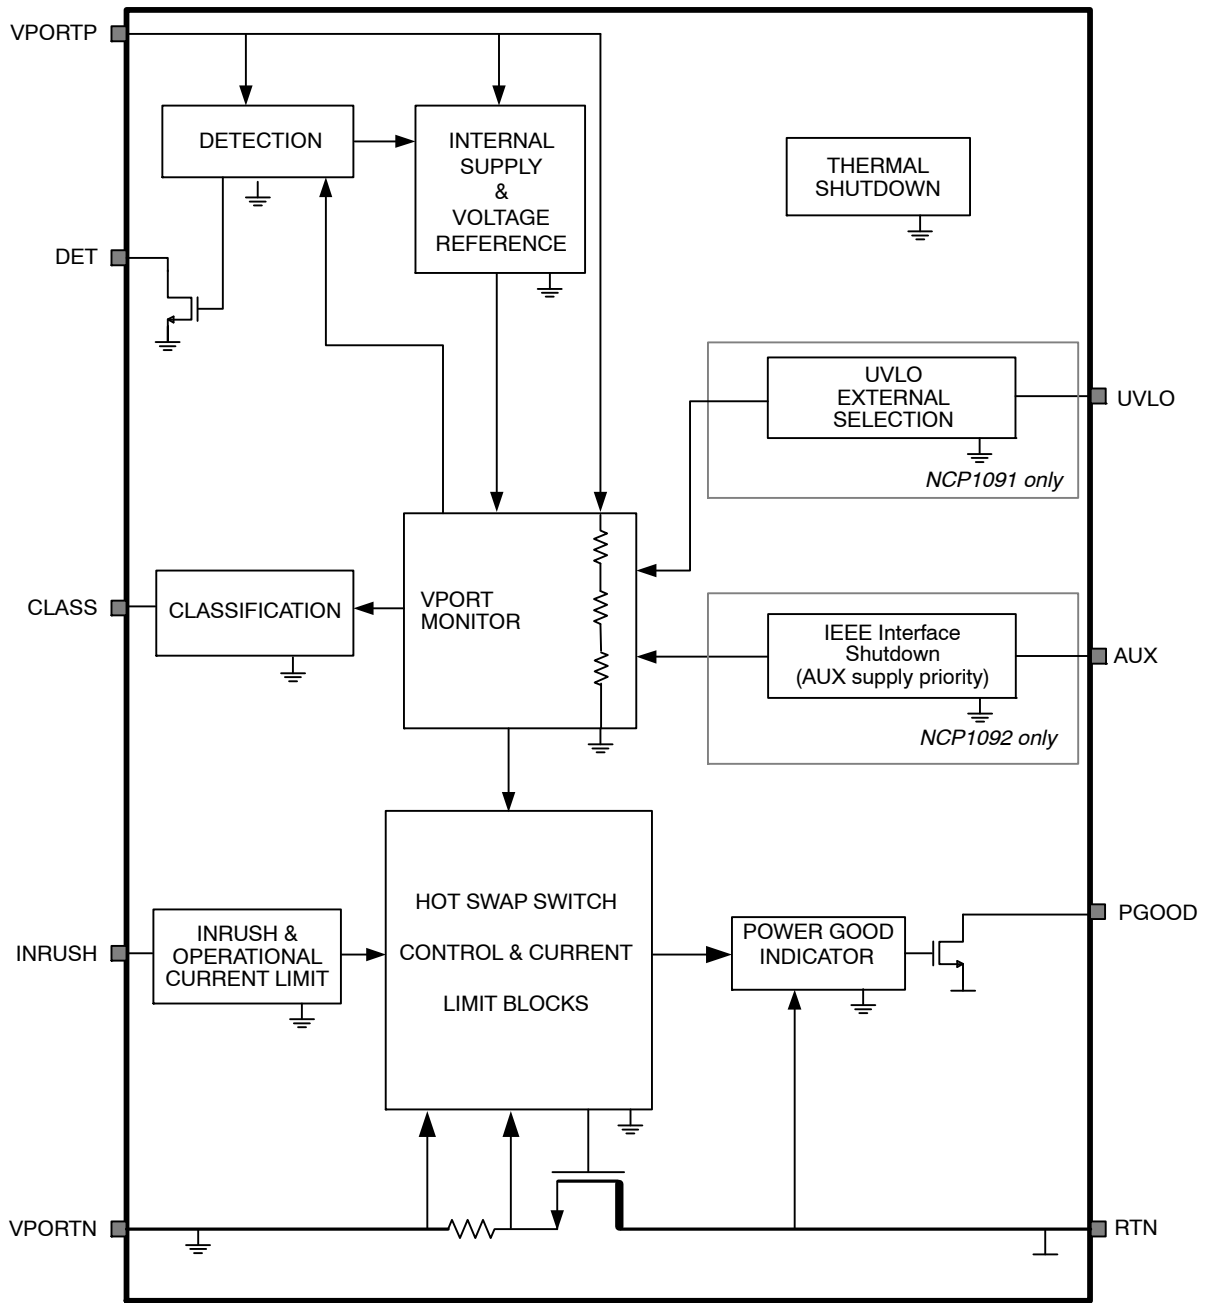 VPORTP
DETECTION
INTERNAL
SUPPLY
&
VOLTAGE
REFERENCE
THERMAL
SHUTDOWN
DET
UVLO
EXTERNAL
SELECTION
UVLO
NCP1091 only
CLASS
CLASSIFICATION
VPORT
MONITOR
IEEE Interface
Shutdown
(AUX supply priority)
AUX
NCP1092 only
INRUSH
INRUSH &
OPERATIONAL
CURRENT LIMIT
HOT SWAP SWITCH
CONTROL & CURRENT
LIMIT BLOCKS
POWER GOOD
INDICATOR
PGOOD
VPORTN
RTN